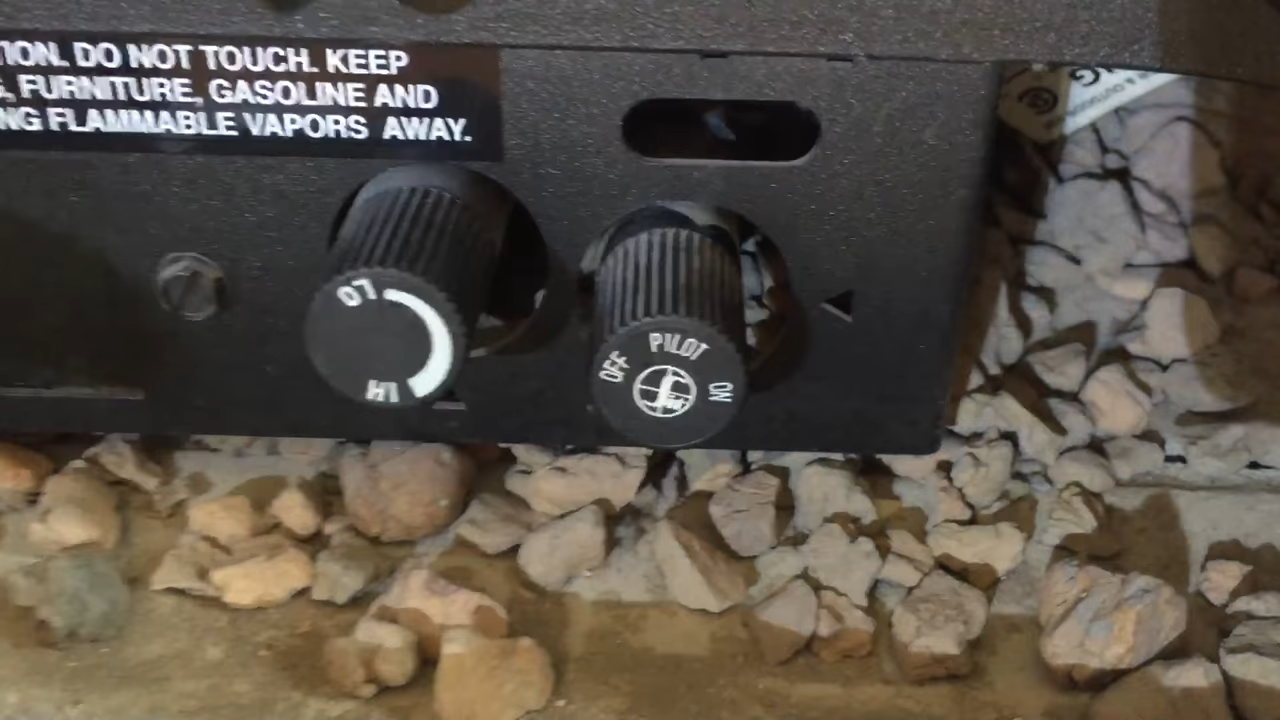 TION. DO NOT TOUCH. KEEP
G, FURNITURE, GASOLINE AND
NG FLAMMABLE VAPORS AWAY.
LO
HI
OFF
PILOT
ON